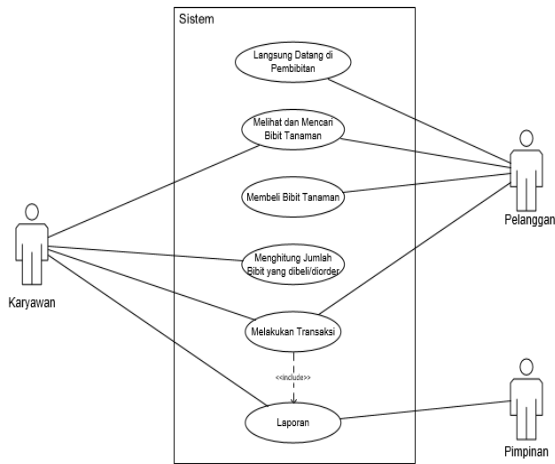 Sistem
Langsung Datang di
Pembibitan
Melihat dan Mencari
Bibit Tanaman
Membeli Bibit Tanaman
Pelanggan
Menghitung Jumlah
Bibit yang dibeli/diorder
Karyawan
Melakukan Transaksi
<<include>>
Laporan
Pimpinan